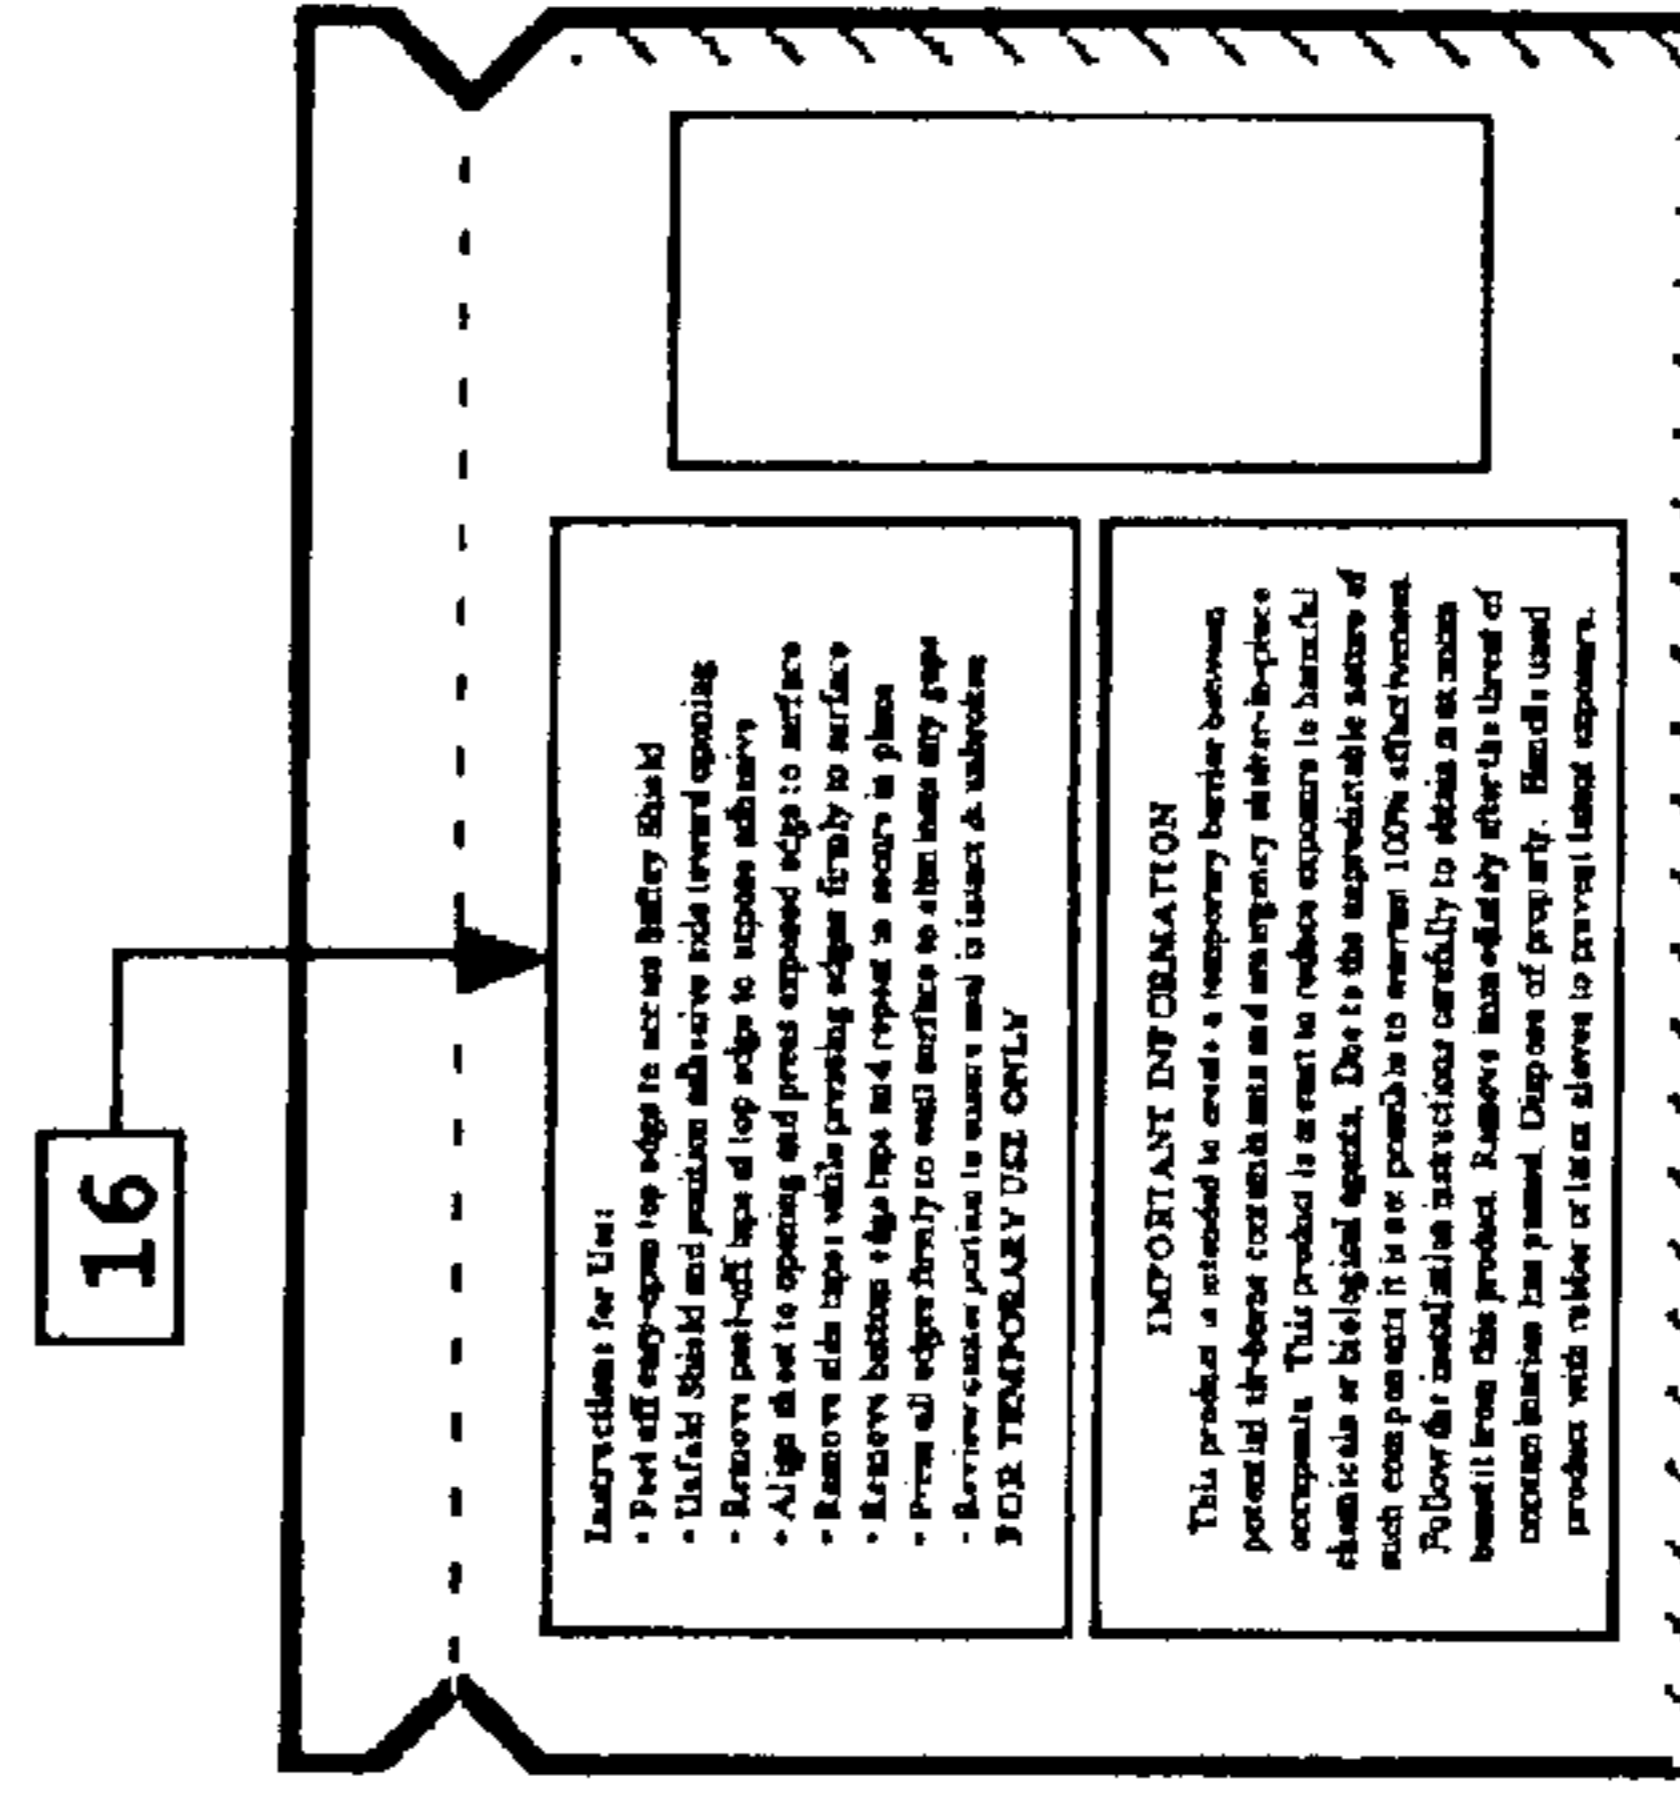 16
Instructions for Use:
• Peel off easy-open top edge to access Safety Shield
• Unfold Shield and position adhesive side toward opening
• Remove peel-off tape at top edge to expose adhesive
• Align sheet to opening and press exposed edge to surface
• Remove side tapes while pressing edges firmly to surface
• Remove bottom edge tape and repeat to secure in place
• Press all edges firmly to seal surface to eliminate any gaps
• Review entire perimeter to ensure seal is intact & unbroken
FOR TEMPORARY USE ONLY
IMPORTANT INFORMATION
This product is intended to create a temporary barrier between
potential air-borne contaminants and emergency shelter-in-place
occupants. This product is meant to reduce exposure to harmful
chemicals or biological agents. Due to the unpredictable nature of
such components it is not possible to warrant 100% effectiveness.
Follow the installation instructions carefully to obtain maximum
benefit from this product. Remove immediately after the threat of
contamination has passed. Dispose of properly. Handle used
product with rubber or latex gloves to prevent latent exposure.